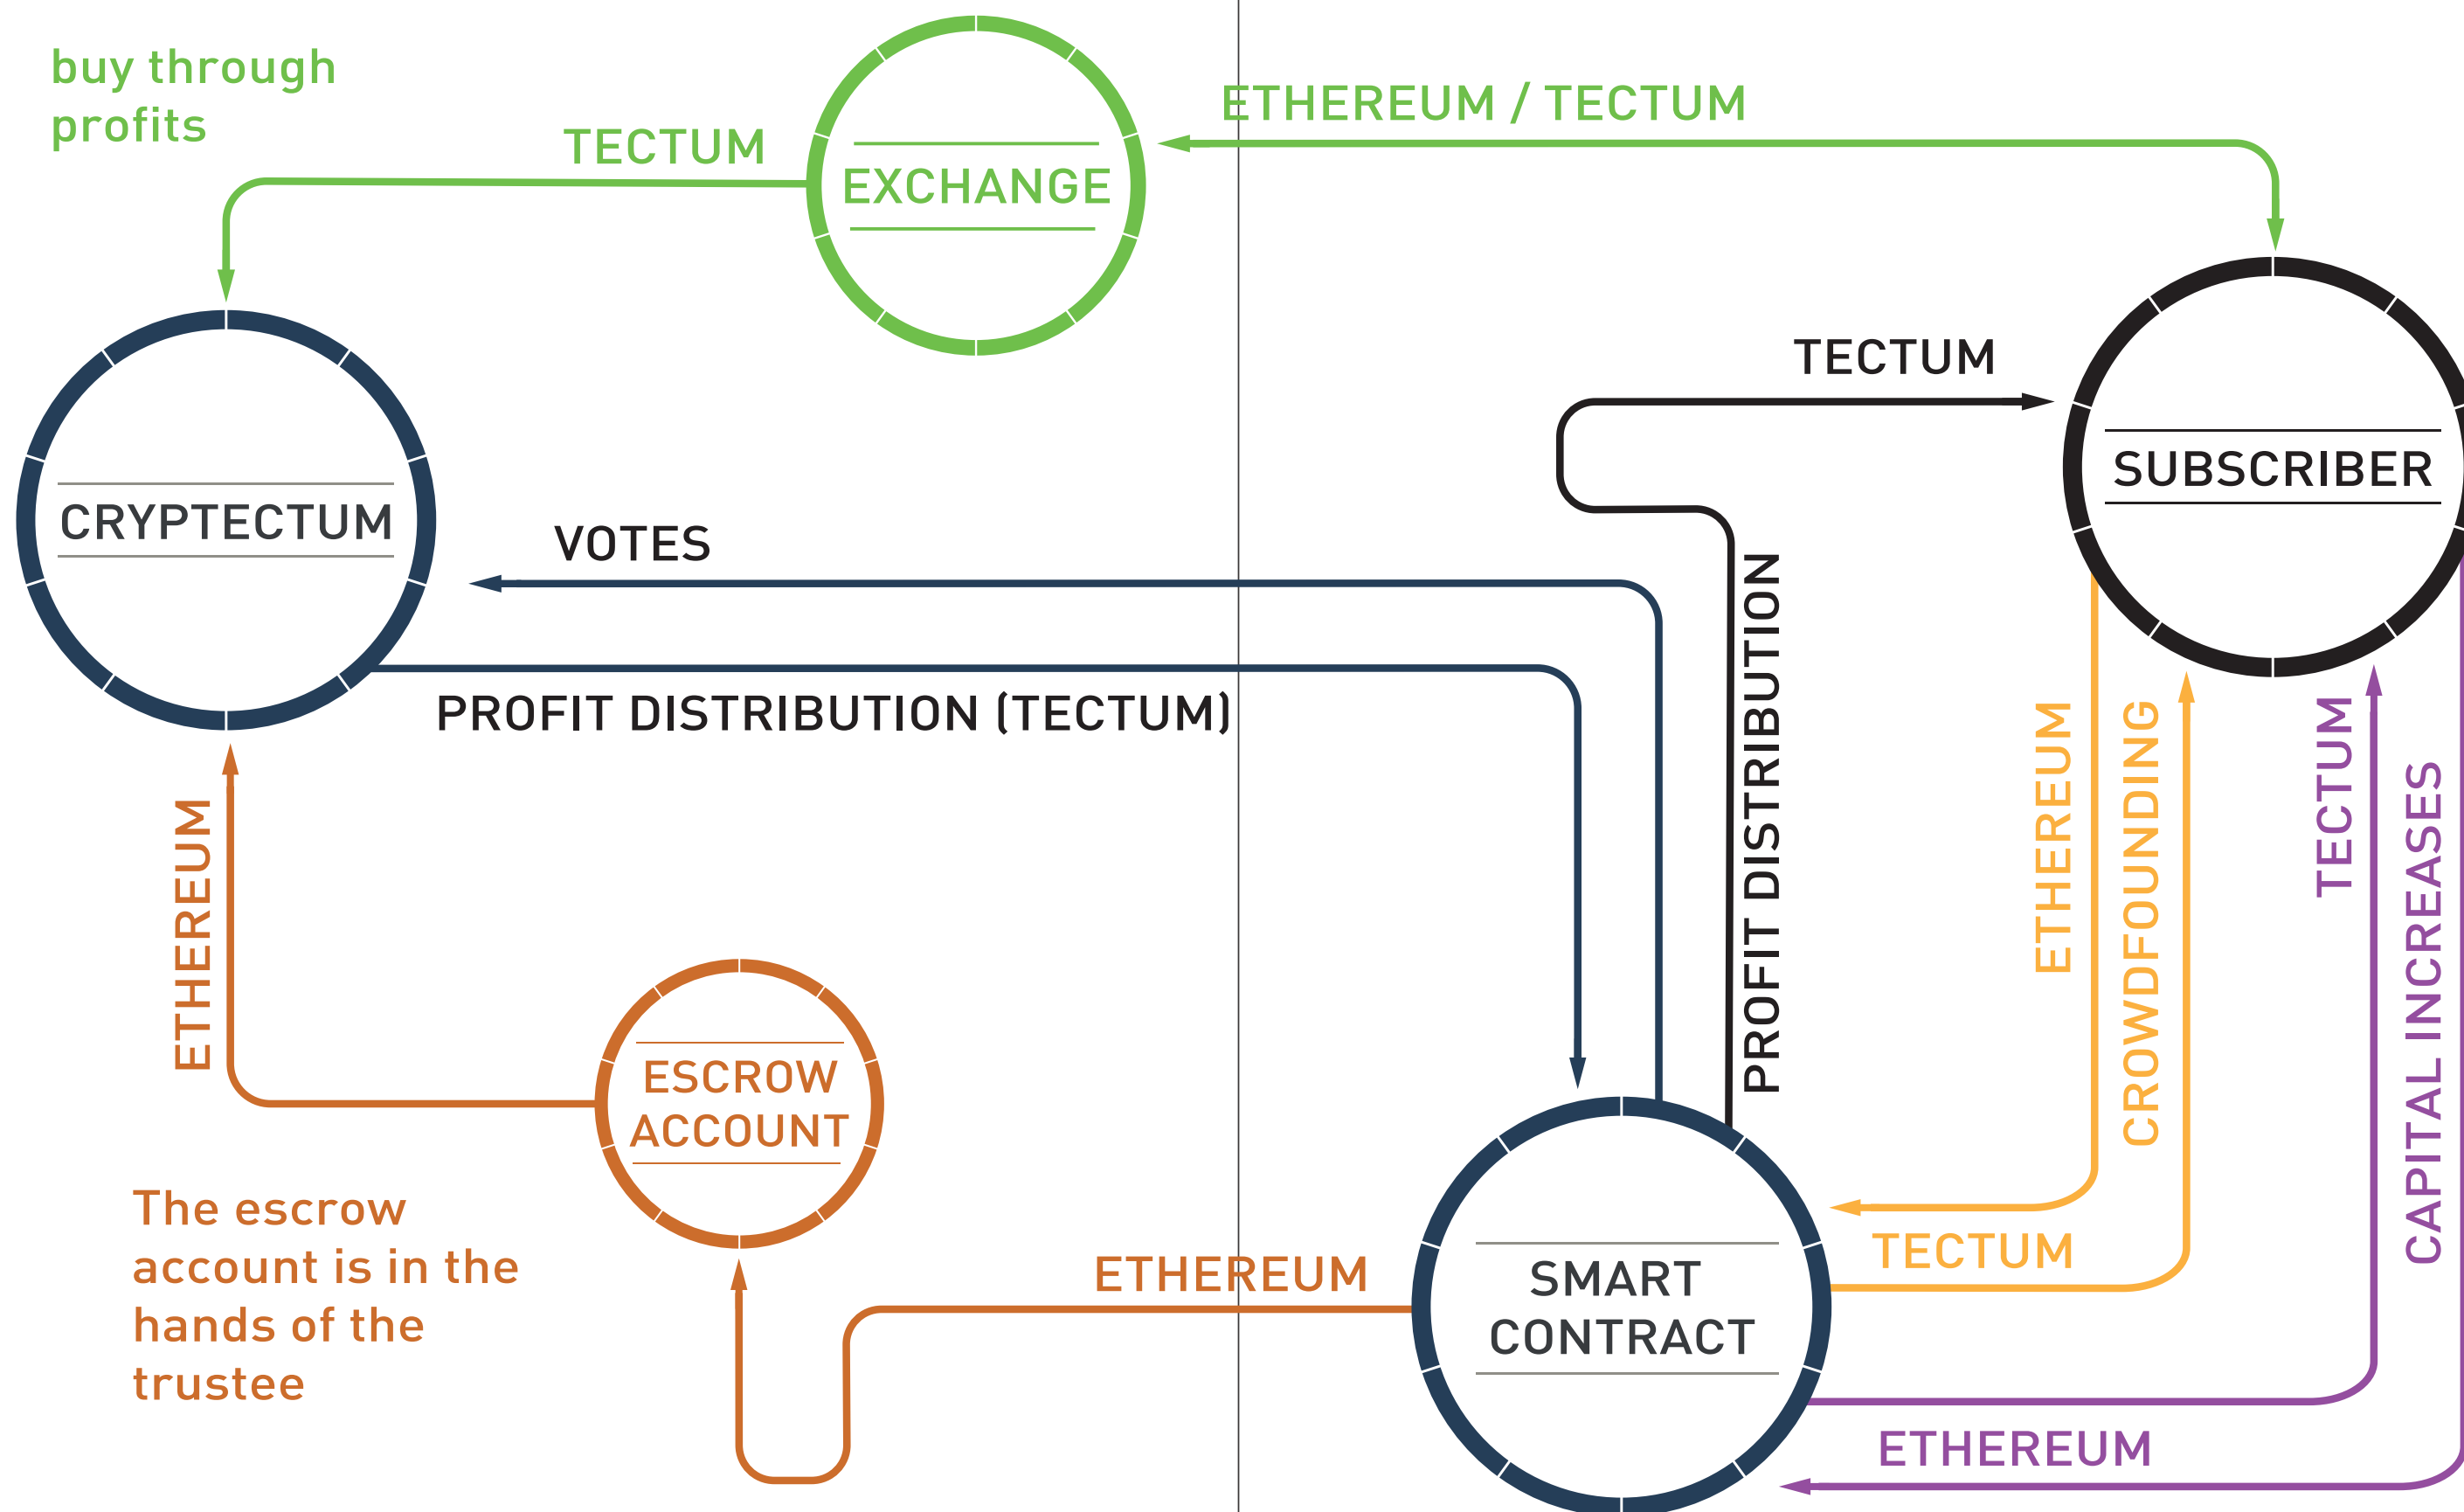 buy through
profits
TECTUM
EXCHANGE
ETHEREUM / TECTUM
TECTUM
SUBSCRIBER
CRYPTECTUM
VOTES
PROFIT DISTRIBUTION (TECTUM)
PROFIT DISTRIBUTION
ETHEREUM
CROWDFOUNDING
TECTUM
CAPITAL INCREASES
ETHEREUM
ESCROW
ACCOUNT
The escrow
account is in the
hands of the
trustee
ETHEREUM
SMART
CONTRACT
TECTUM
ETHEREUM